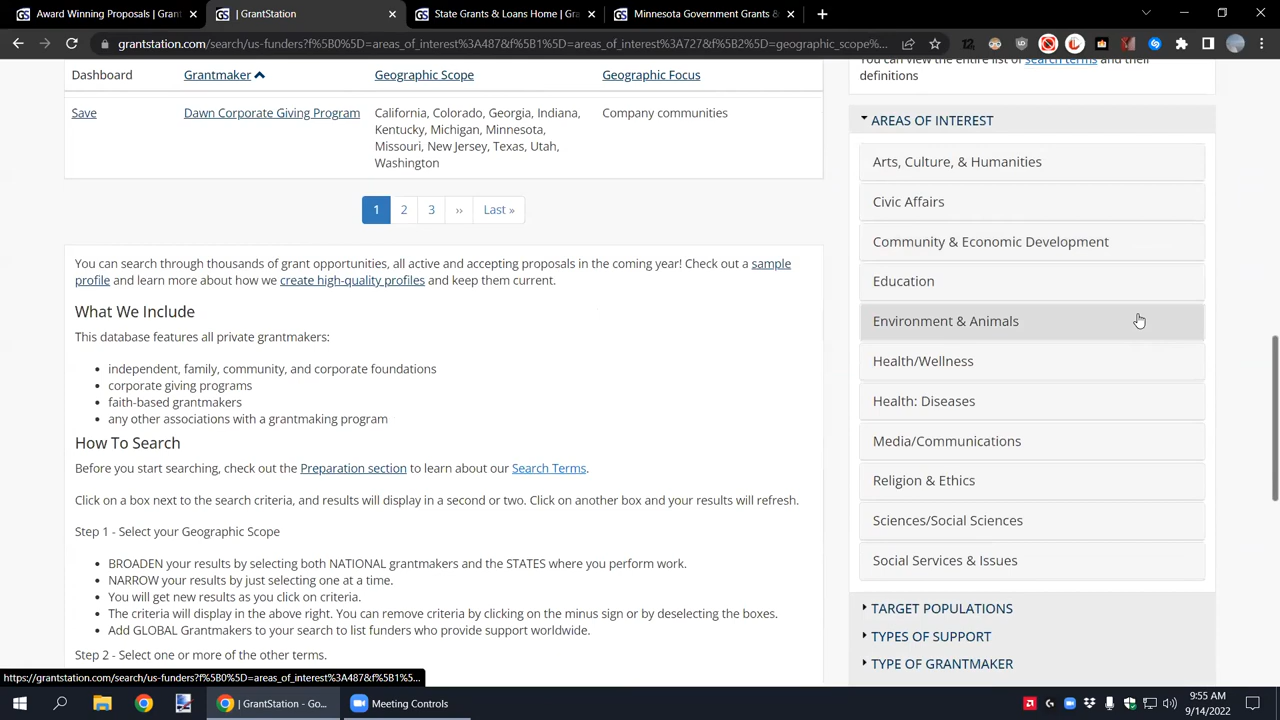 Award Winning Proposals | Grant
| GrantStation
State Grants & Loans Home | Gra
Minnesota Government Grants &
grantstation.com/search/us-funders?f%5B0%5D=areas_of_interest%3A487&f%5B1%5D=areas_of_interest%3A727&f%5B2%5D=geographic_scope%...
You can view the entire list of search terms and their
definitions
Dashboard
Grantmaker
Geographic Scope
Geographic Focus
Save
Dawn Corporate Giving Program
California, Colorado, Georgia, Indiana,
Kentucky, Michigan, Minnesota,
Missouri, New Jersey, Texas, Utah,
Washington
Company communities
1 2 3 ›› Last »
You can search through thousands of grant opportunities, all active and accepting proposals in the coming year! Check out a sample
profile and learn more about how we create high-quality profiles and keep them current.
What We Include
This database features all private grantmakers:
• independent, family, community, and corporate foundations
• corporate giving programs
• faith-based grantmakers
• any other associations with a grantmaking program
How To Search
Before you start searching, check out the Preparation section to learn about our Search Terms.
Click on a box next to the search criteria, and results will display in a second or two. Click on another box and your results will refresh.
Step 1 - Select your Geographic Scope
• BROADEN your results by selecting both NATIONAL grantmakers and the STATES where you perform work.
• NARROW your results by just selecting one at a time.
• You will get new results as you click on criteria.
• The criteria will display in the above right. You can remove criteria by clicking on the minus sign or by deselecting the boxes.
• Add GLOBAL Grantmakers to your search to list funders who provide support worldwide.
Step 2 - Select one or more of the other terms.
AREAS OF INTEREST
Arts, Culture, & Humanities
Civic Affairs
Community & Economic Development
Education
Environment & Animals
Health/Wellness
Health: Diseases
Media/Communications
Religion & Ethics
Sciences/Social Sciences
Social Services & Issues
TARGET POPULATIONS
TYPES OF SUPPORT
TYPE OF GRANTMAKER
https://grantstation.com/search/us-funders?f%5B0%5D=areas_of_interest%3A487&f%5B1%5...
| GrantStation - Go...
Meeting Controls
9:55 AM
9/14/2022